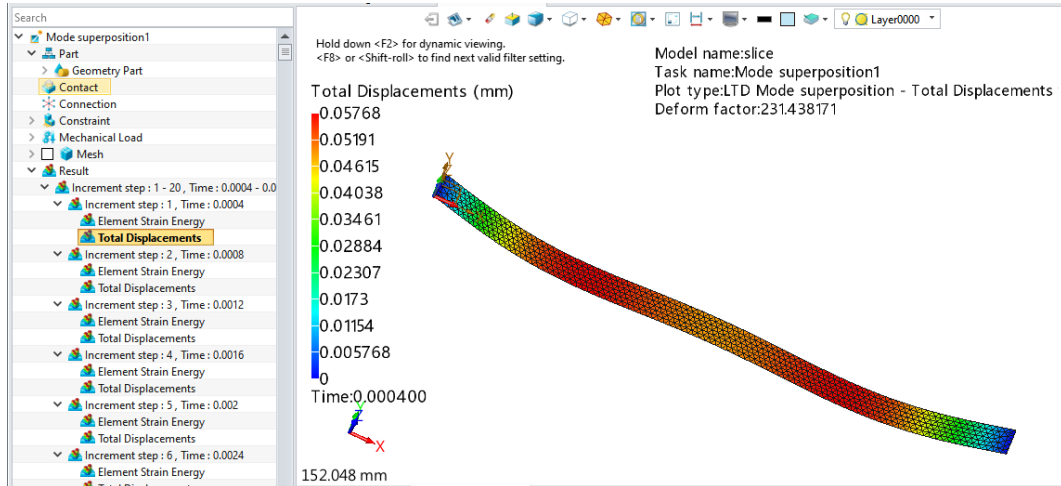 Search
Layer0000
Mode superposition1
Part
Geometry Part
Contact
Connection
Constraint
Mechanical Load
Mesh
Result
Increment step : 1 - 20 , Time : 0.0004 - 0.0
Increment step : 1 , Time : 0.0004
Element Strain Energy
Total Displacements
Increment step : 2 , Time : 0.0008
Element Strain Energy
Total Displacements
Increment step : 3 , Time : 0.0012
Element Strain Energy
Total Displacements
Increment step : 4 , Time : 0.0016
Element Strain Energy
Total Displacements
Increment step : 5 , Time : 0.002
Element Strain Energy
Total Displacements
Increment step : 6 , Time : 0.0024
Element Strain Energy
Hold down <F2> for dynamic viewing.
<F8> or <Shift-roll> to find next valid filter setting.
Model name:slice
Task name:Mode superposition1
Plot type:LTD Mode superposition - Total Displacements
Deform factor:231.438171
Total Displacements (mm)
0.05768
0.05191
0.04615
0.04038
0.03461
0.02884
0.02307
0.0173
0.01154
0.005768
0
Time:0.000400
Y
Y
Z
X
152.048 mm